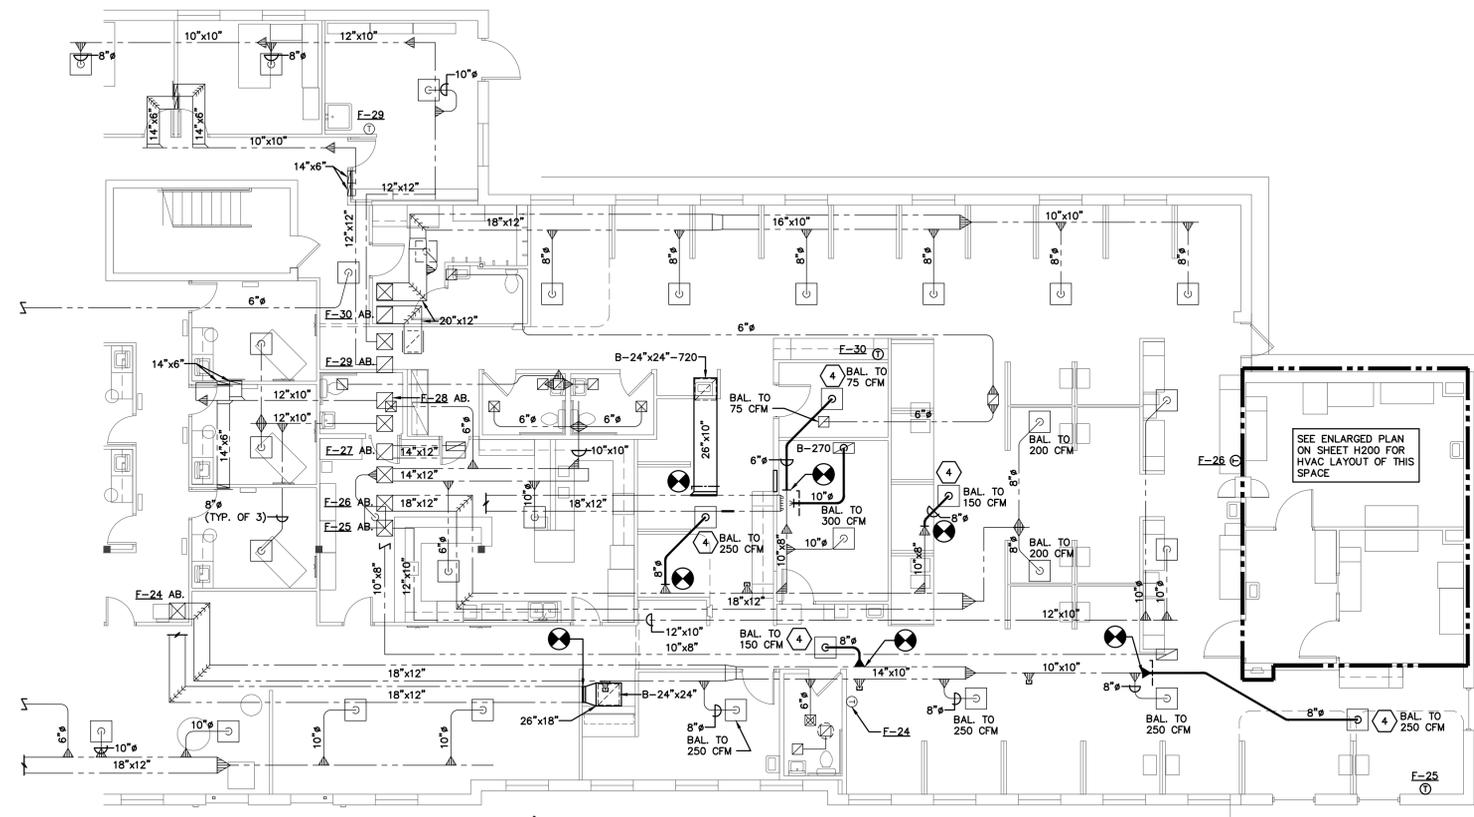 10"x10"
12"x10"
8"ø
8"ø
10"ø
14"x6"
14"x6"
F-29
T
10"x10"
14"x6"
12"x12"
12"x12"
18"x12"
16"x10"
10"x10"
8"ø
8"ø
8"ø
8"ø
8"ø
8"ø
6"ø
F-30 AB.
20"x12"
6"ø
F-29 AB.
F-30
T
14"x6"
B-24"x24"-720
4
BAL. TO
75 CFM
12"x10"
F-28 AB.
BAL. TO
75 CFM
12"x10"
6"ø
6"ø
6"ø
6"ø
26"x10"
BAL. TO
200 CFM
SEE ENLARGED PLAN
ON SHEET H200 FOR
HVAC LAYOUT OF THIS
SPACE
14"x6"
F-27 AB.
14"x12"
10"x10"
B-270
F-26
T
6"ø
14"x12"
4
BAL. TO
150 CFM
8"ø
8"ø
(TYP. OF 3)
F-26 AB.
18"x12"
10"ø
18"x12"
10"ø
BAL. TO
300 CFM
8"ø
F-25 AB.
6"ø
4
BAL. TO
250 CFM
10"x8"
10"ø
8"ø
BAL. TO
200 CFM
10"x8"
12"x10"
8"ø
10"x8"
10"ø
10"ø
F-24 AB.
18"x12"
12"x10"
12"x10"
10"x8"
BAL. TO
150 CFM
4
8"ø
18"x12"
14"x10"
10"x10"
18"x12"
B-24"x24"
26"x18"
6"ø
8"ø
8"ø
8"ø
6"ø
10"ø
10"ø
10"ø
10"ø
8"ø
BAL. TO
250 CFM
F-24
T
BAL. TO
250 CFM
BAL. TO
250 CFM
8"ø
4
BAL. TO
250 CFM
18"x12"
F-25
T